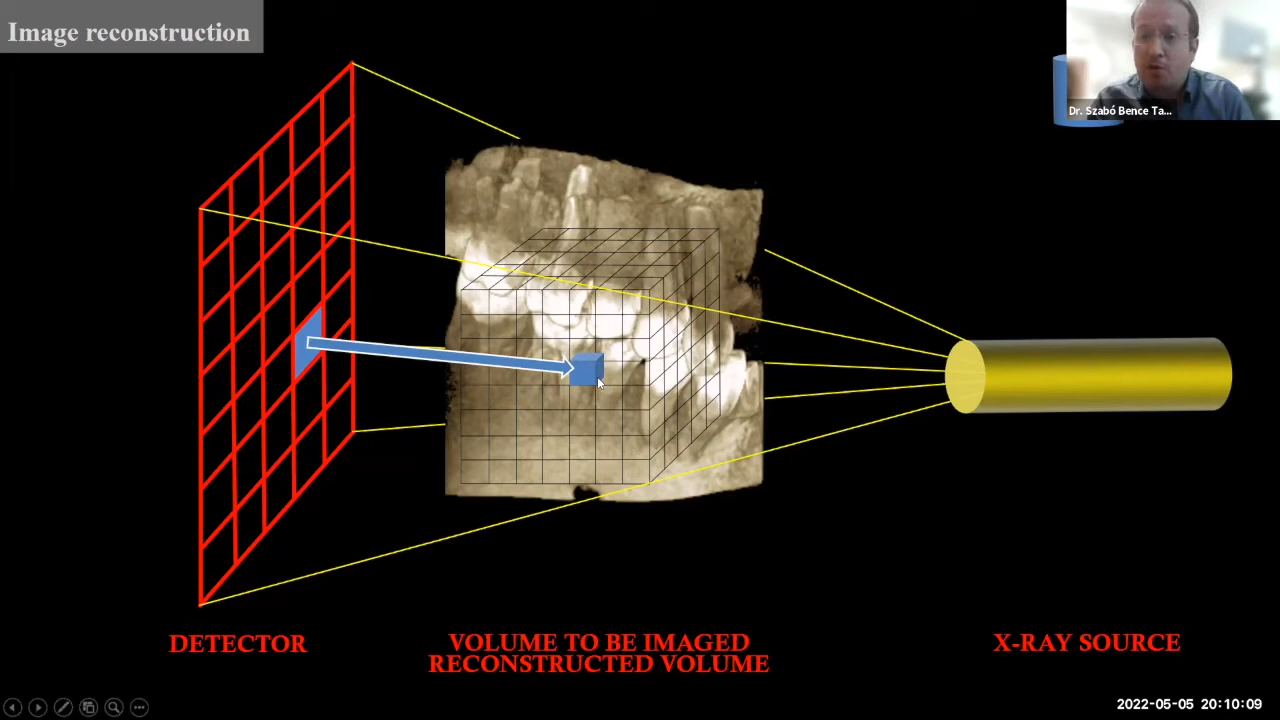 Image reconstruction
Dr. Szabó Bence Ta...
DETECTOR
VOLUME TO BE IMAGED
RECONSTRUCTED VOLUME
X-RAY SOURCE
2022-05-05 20:10:09